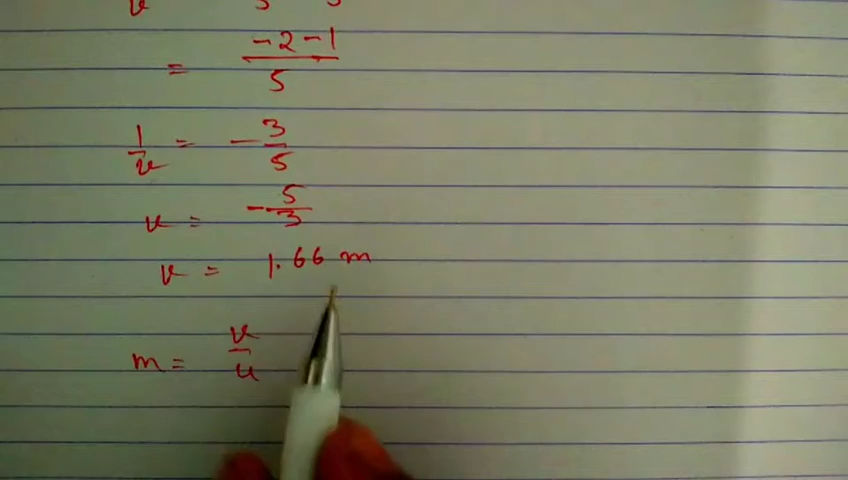 = -2-1/5
1/v = -3/5
v = -5/3
v = 1.66 m
m = v/u